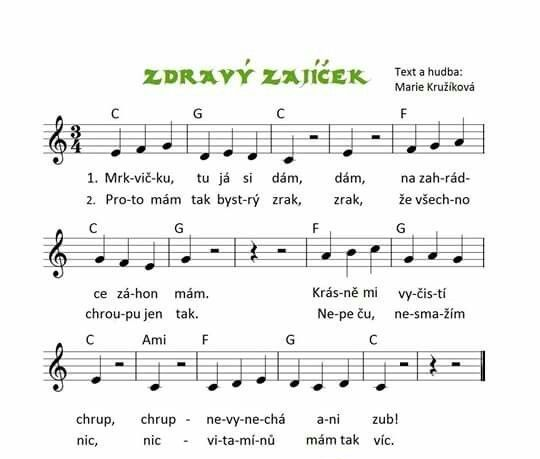 ZDRAVÝ ZAJÍČEK
Text a hudba:
Marie Kružíková
C G C F
3
4
1. Mrk-vič-ku, tu já si dám, dám, na zah-rád-
2. Pro-to mám tak byst-rý zrak, zrak, že všech-no
C G F G
ce zá-hon mám. Krás-ně mi vy-čis-tí
chrou-pu jen tak. Ne-pe ču, ne-sma-žím
C Ami F G C
chrup, chrup - ne-vy-ne-chá a-ni zub!
nic, nic - vi-ta-mí-nů mám tak víc.